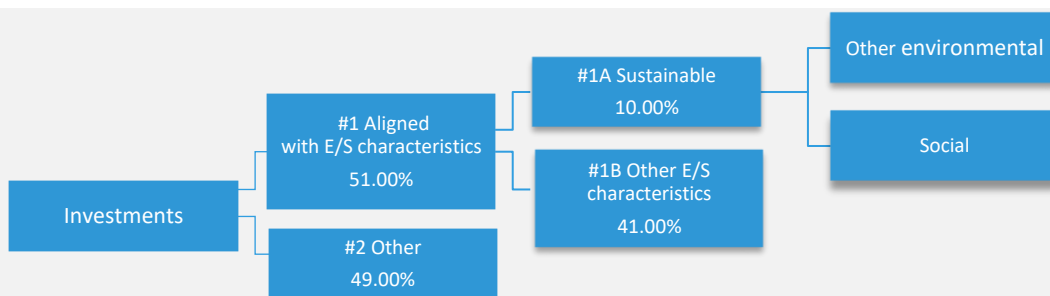 Investments
#1 Aligned
with E/S characteristics
51.00%
#2 Other
49.00%
#1A Sustainable
10.00%
#1B Other E/S
characteristics
41.00%
Other environmental
Social